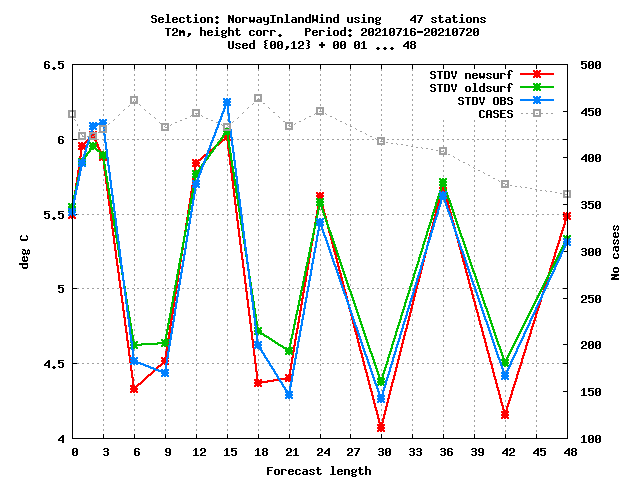 Selection: NorwayInlandWind using    47 stations
T2m, height corr.   Period: 20210716-20210720
Used {00,12} + 00 01 ... 48
STDV newsurf
STDV oldsurf
STDV OBS
CASES
deg C
No cases
6.5
6
5.5
5
4.5
4
500
450
400
350
300
250
200
150
100
0 3 6 9 12 15 18 21 24 27 30 33 36 39 42 45 48
Forecast length